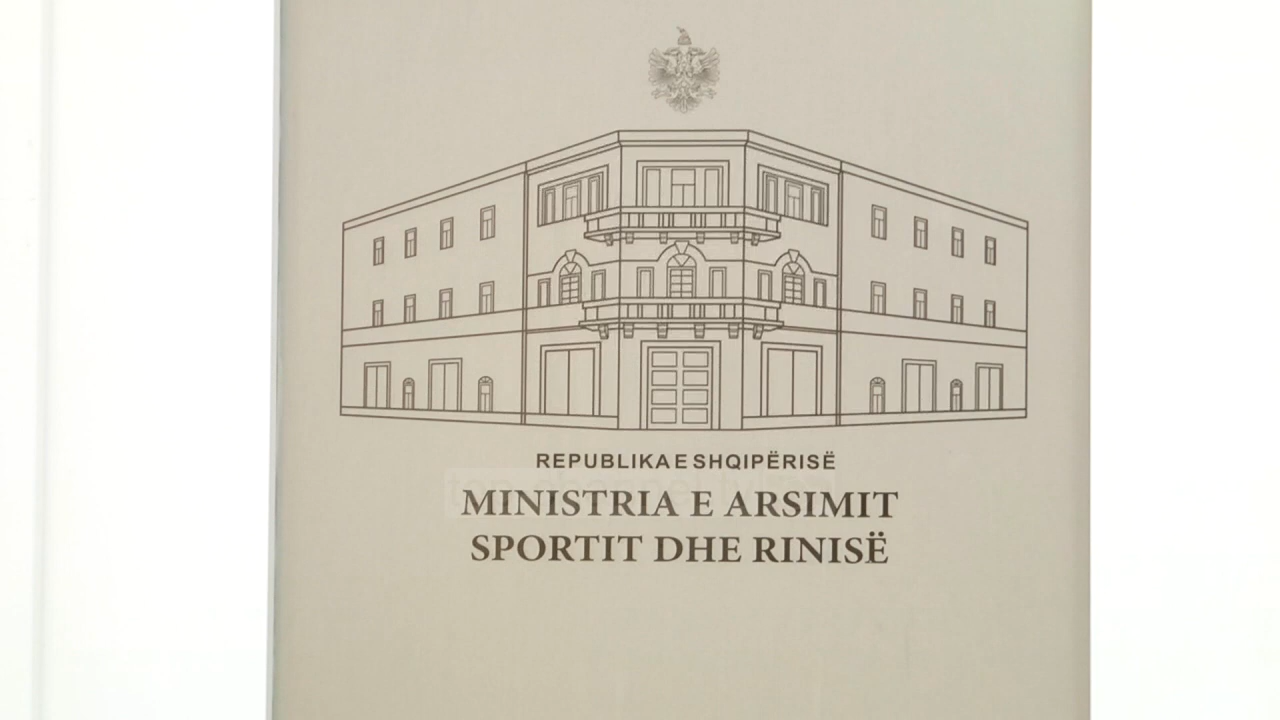 REPUBLIKA E SHQIPËRISË
MINISTRIA E ARSIMIT
SPORTIT DHE RINISË